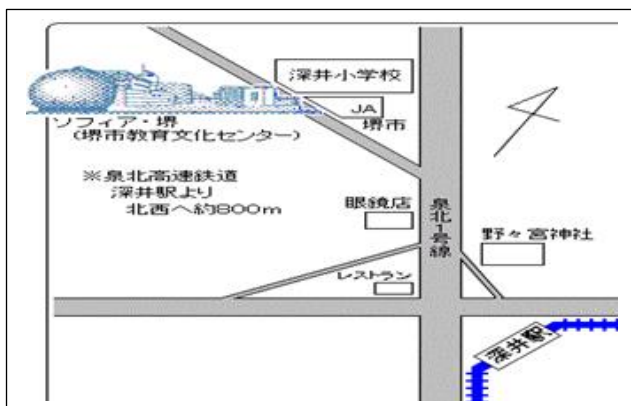 深井小学校
JA
堺市
ソフィア・堺
(堺市教育文化センター)
※泉北高速鉄道
深井駅より
北西へ約800m
眼鏡店
泉北1号線
野々宮神社
レストラン
深井駅